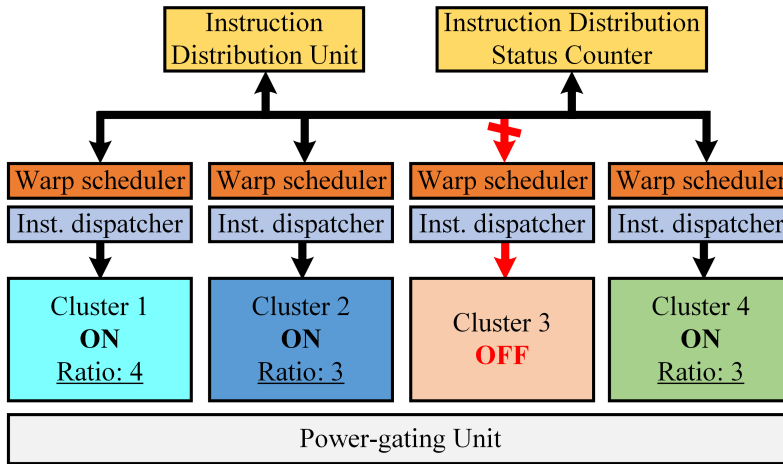 Instruction
Distribution Unit
Instruction Distribution
Status Counter
Warp scheduler
Warp scheduler
Warp scheduler
Warp scheduler
Inst. dispatcher
Inst. dispatcher
Inst. dispatcher
Inst. dispatcher
Cluster 1
ON
Ratio: 4
Cluster 2
ON
Ratio: 3
Cluster 3
OFF
Cluster 4
ON
Ratio: 3
Power-gating Unit